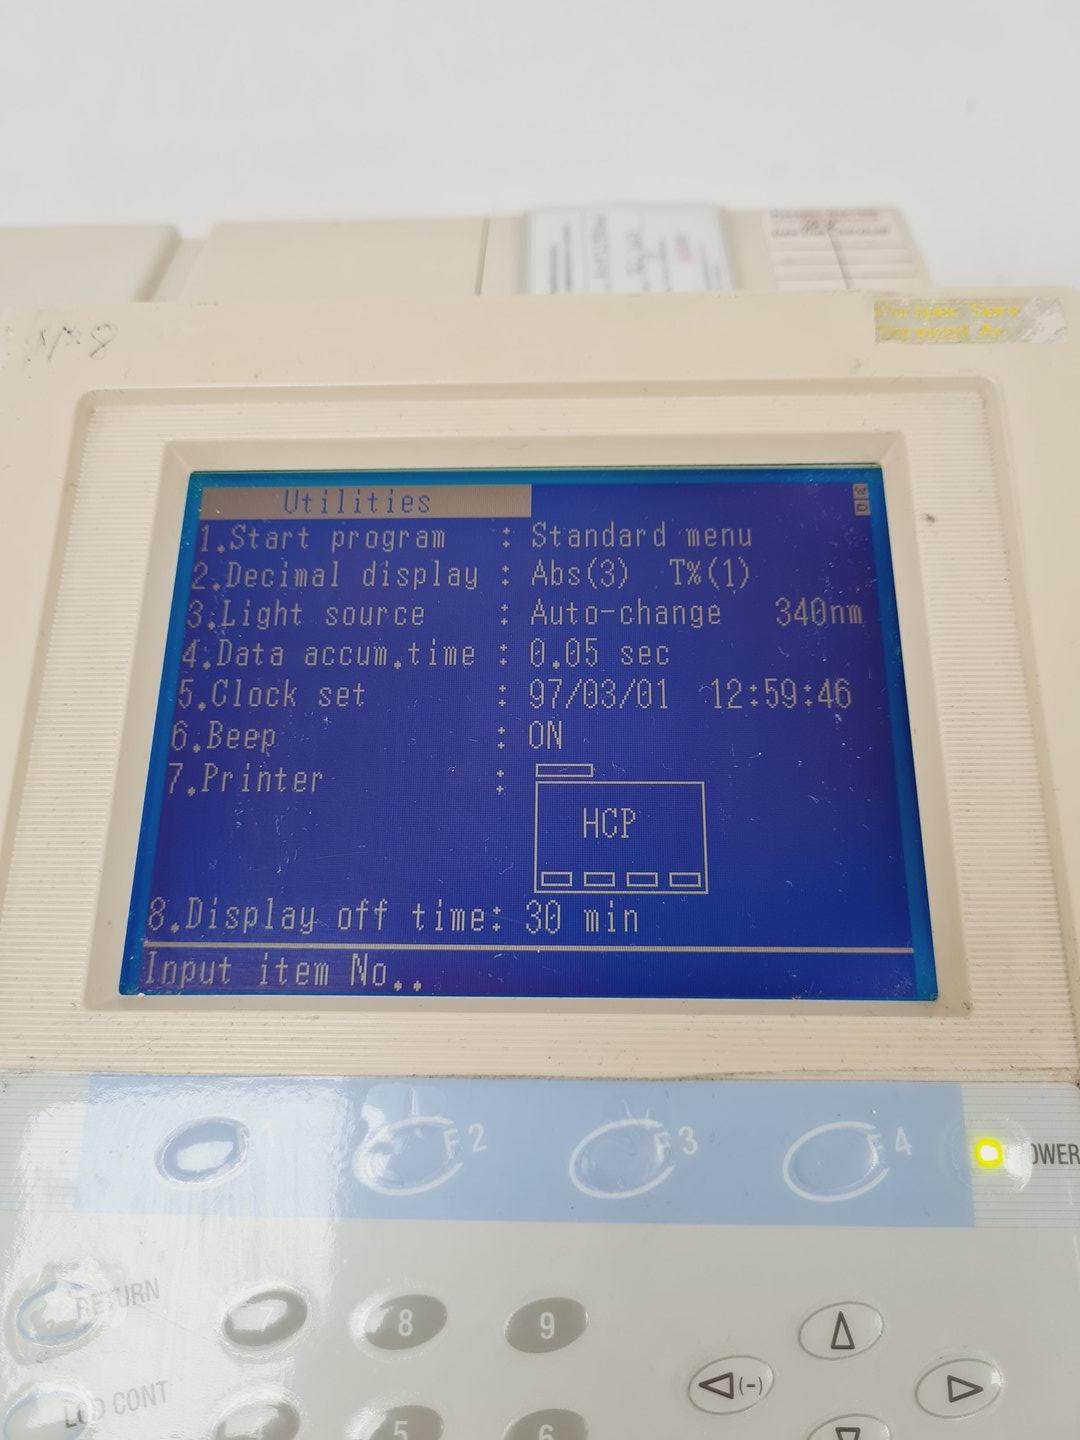 Utilities
1.Start program : Standard menu
2.Decimal display : Abs(3) T%(1)
3.Light source : Auto-change 340nm
4.Data accum.time : 0.05 sec
5.Clock set : 97/03/01 12:59:46
6.Beep : ON
7.Printer :
HCP
8.Display off time: 30 min
Input item No..
F2 F3 F4
RETURN 7 8 9
(-)
LCD CONT
5 6